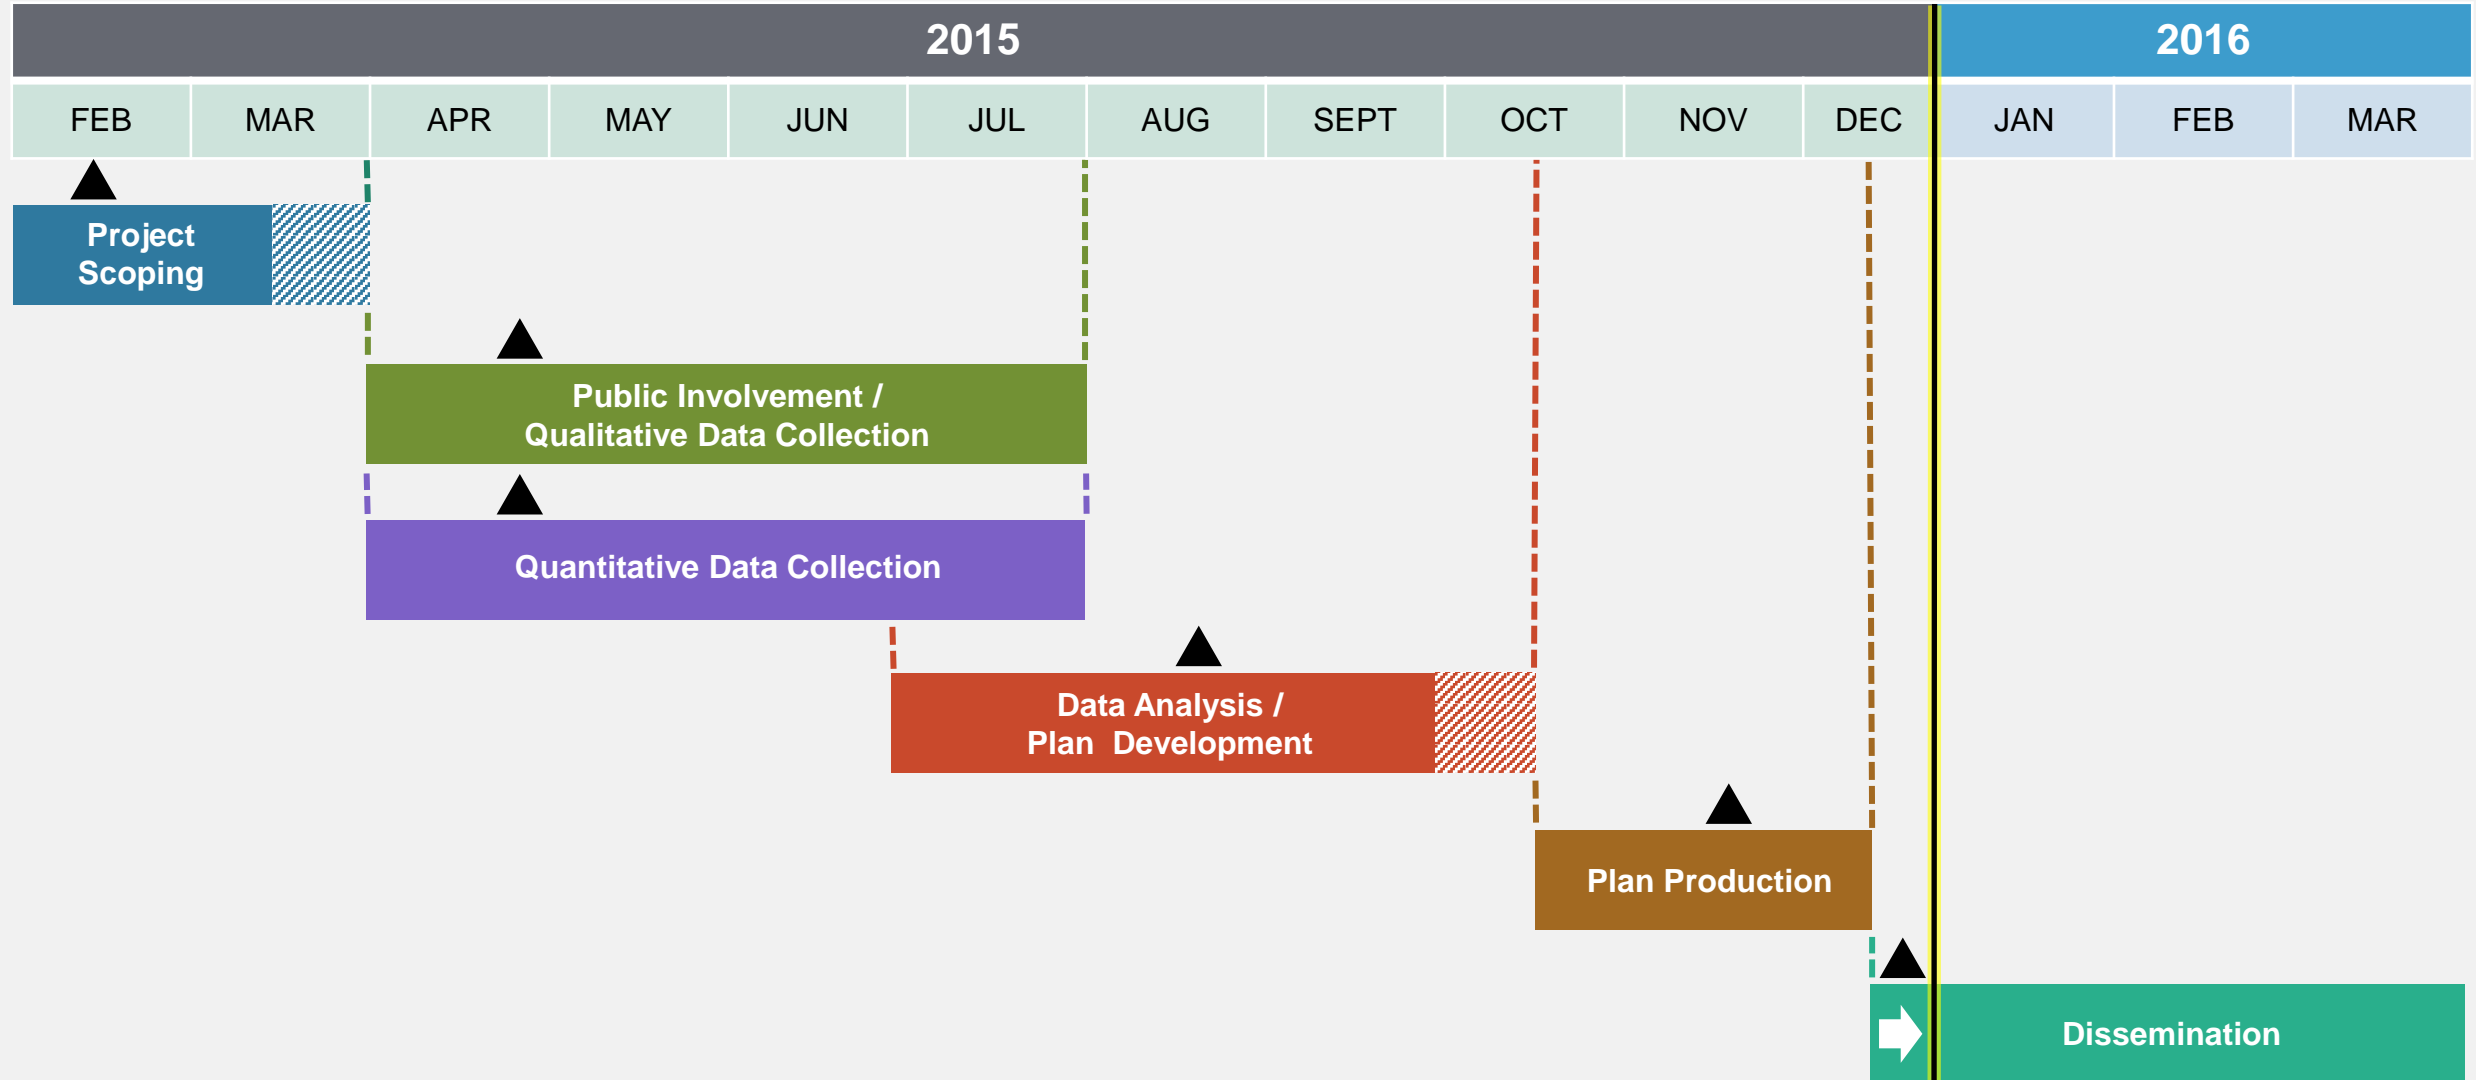 2015 2016
FEB MAR APR MAY JUN JUL AUG SEPT OCT NOV DEC JAN FEB MAR
Project
Scoping
Public Involvement /
Qualitative Data Collection
Quantitative Data Collection
Data Analysis /
Plan Development
Plan Production
Dissemination